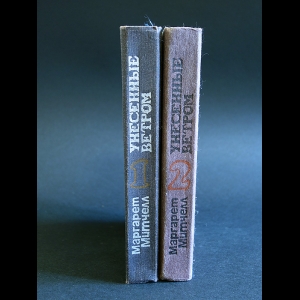 Маргарет
Митчелл
УНЕСЕННЫЕ
ВЕТРОМ
1
Маргарет
Митчелл
УНЕСЕННЫЕ
ВЕТРОМ
2